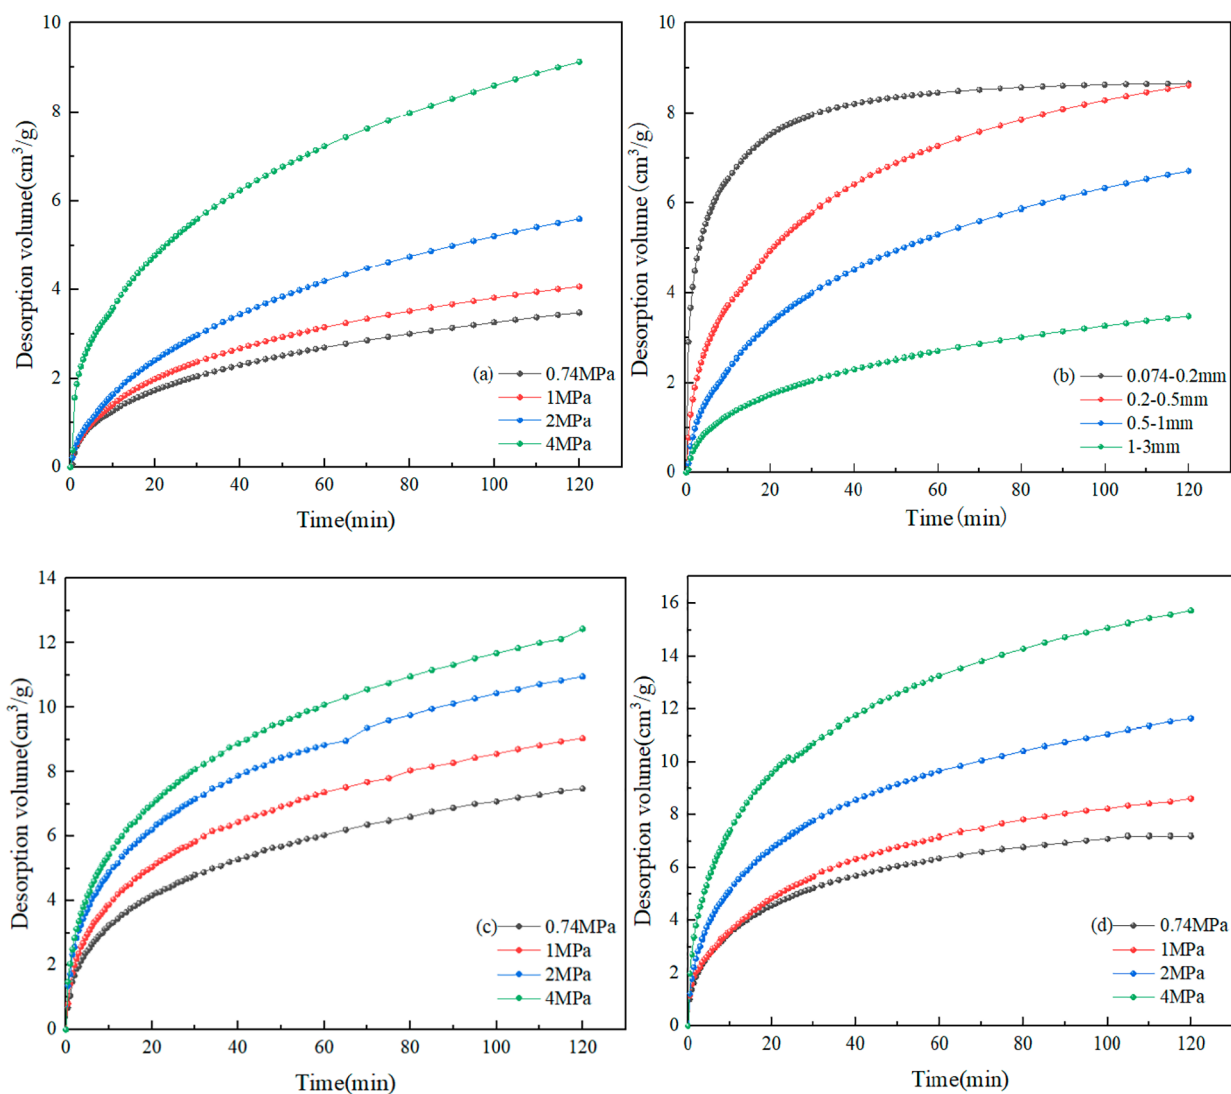 10
8
6
4
2
0
Desorption volume(cm³/g)
(a)
0.74MPa
1MPa
2MPa
4MPa
0 20 40 60 80 100 120
Time(min)
10
8
6
4
2
0
Desorption volume (cm³/g)
(b)
0.074-0.2mm
0.2-0.5mm
0.5-1mm
1-3mm
0 20 40 60 80 100 120
Time (min)
14
12
10
8
6
4
2
0
Desorption volume(cm³/g)
(c)
0.74MPa
1MPa
2MPa
4MPa
0 20 40 60 80 100 120
Time(min)
16
14
12
10
8
6
4
2
0
Desorption volume(cm³/g)
(d)
0.74MPa
1MPa
2MPa
4MPa
0 20 40 60 80 100 120
Time(min)